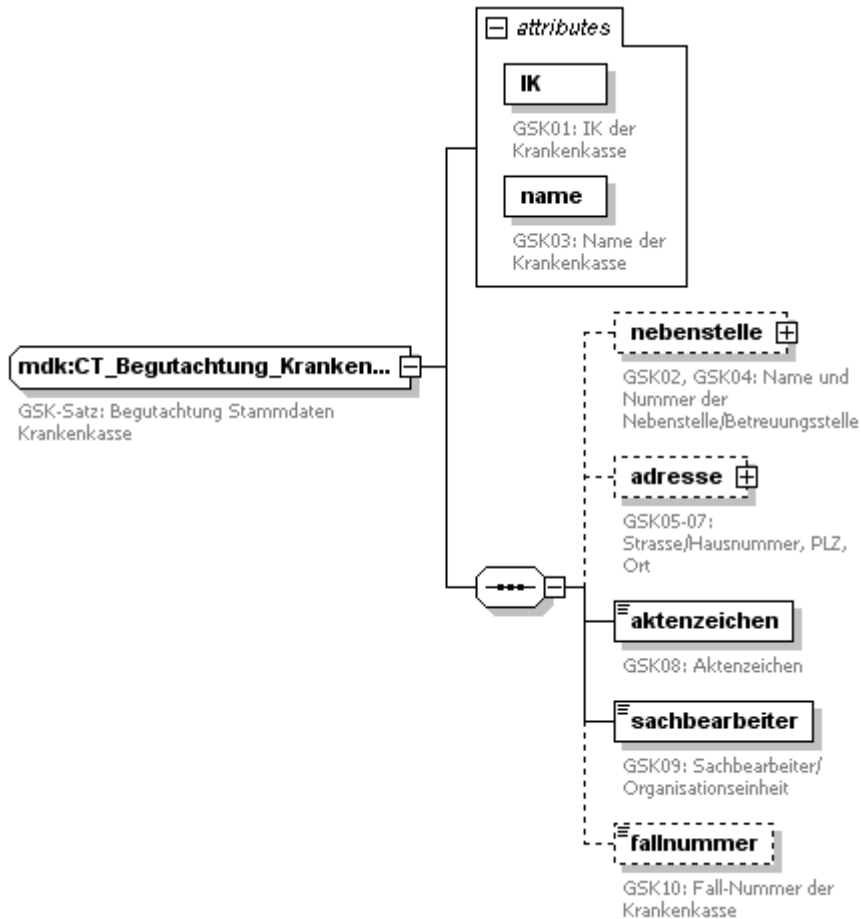 attributes
IK
GSK01: IK der
Krankenkasse
name
GSK03: Name der
Krankenkasse
mdk:CT_Begutachtung_Kranken...
GSK-Satz: Begutachtung Stammdaten
Krankenkasse
nebenstelle
GSK02, GSK04: Name und
Nummer der
Nebenstelle/Betreuungsstelle
adresse
GSK05-07:
Strasse/Hausnummer, PLZ,
Ort
aktenzeichen
GSK08: Aktenzeichen
sachbearbeiter
GSK09: Sachbearbeiter/
Organisationseinheit
fallnummer
GSK10: Fall-Nummer der
Krankenkasse